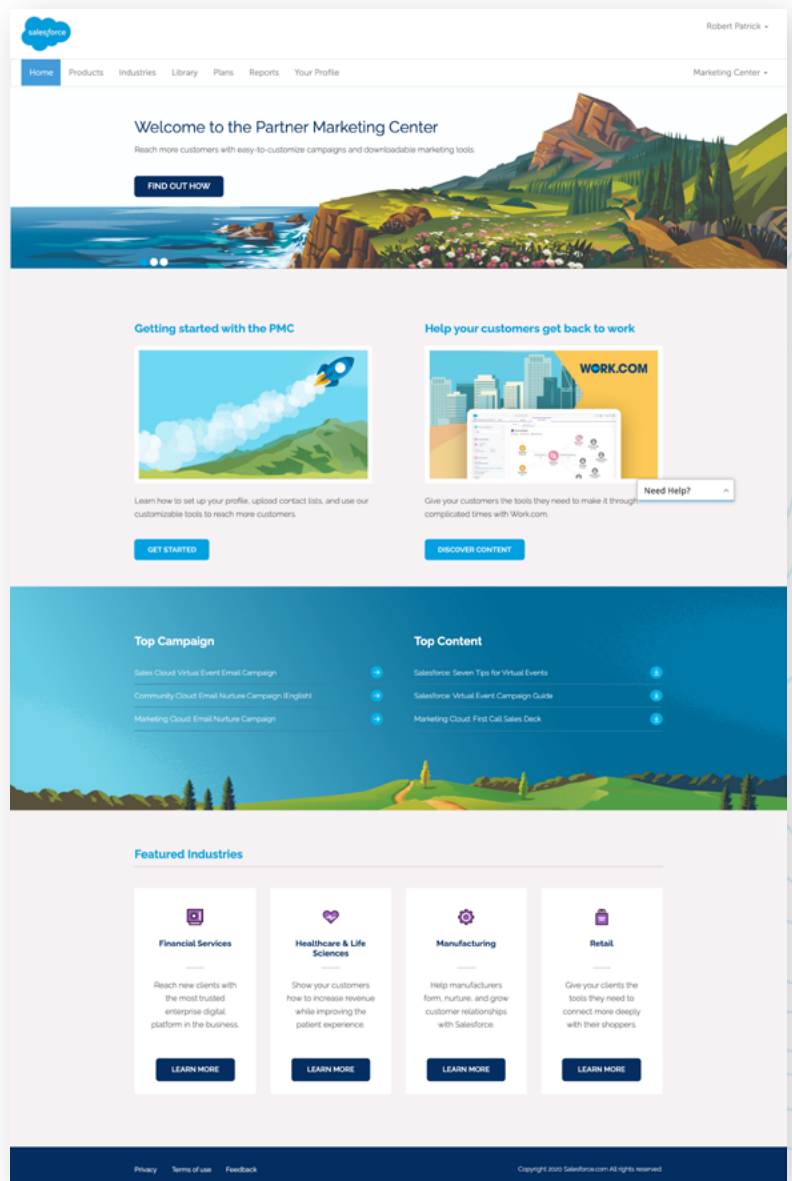 salesforce
Robert Patrick
Home Products Industries Library Plans Reports Your Profile
Marketing Center
Welcome to the Partner Marketing Center
Reach more customers with easy-to-customize campaigns and downloadable marketing tools.
FIND OUT HOW
Getting started with the PMC
Learn how to set up your profile, upload contact lists, and use our
customizable tools to reach more customers.
GET STARTED
Help your customers get back to work
WORK.COM
Give your customers the tools they need to make it through
complicated times with Work.com.
DISCOVER CONTENT
Need Help?
Top Campaign
Sales Cloud: Virtual Event Email Campaign
Community Cloud: Email Nurture Campaign (English)
Marketing Cloud: Email Nurture Campaign
Top Content
Salesforce: Seven Tips for Virtual Events
Salesforce: Virtual Event Campaign Guide
Marketing Cloud: First Call Sales Deck
Featured Industries
Financial Services
Reach new clients with
the most trusted
enterprise digital
platform in the business.
LEARN MORE
Healthcare & Life
Sciences
Show your customers
how to increase revenue
while improving the
patient experience.
LEARN MORE
Manufacturing
Help manufacturers
form, nurture, and grow
customer relationships
with Salesforce.
LEARN MORE
Retail
Give your clients the
tools they need to
connect more deeply
with their shoppers.
LEARN MORE
Privacy Terms of use Feedback
Copyright 2020 Salesforce.com All rights reserved